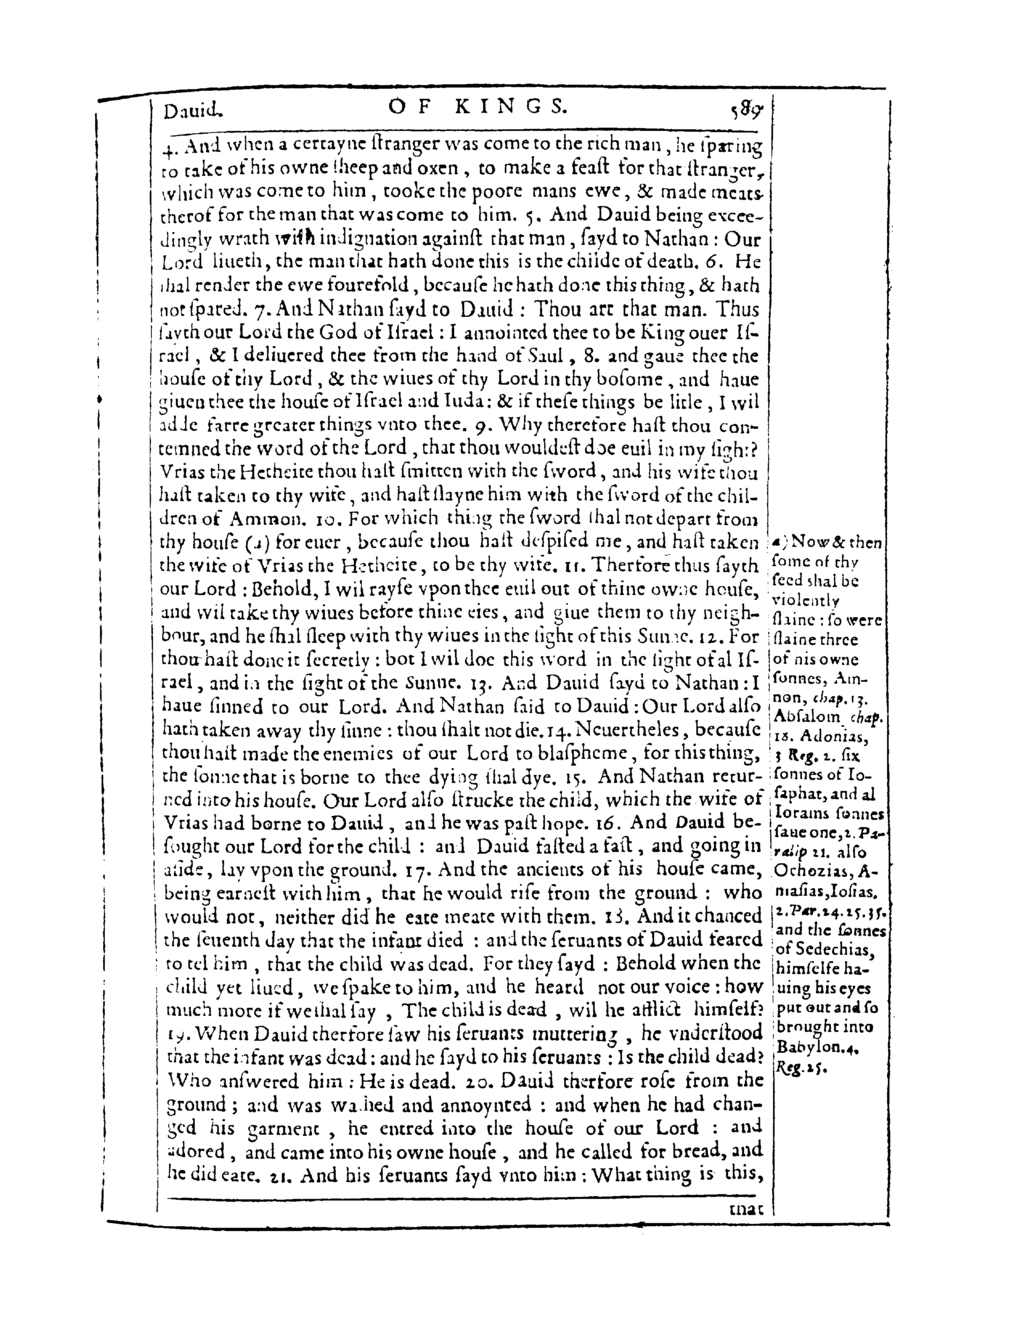 Dauid. OF KINGS. 589
4. And when a certayne ſtranger was come to the rich man, he ſparing
to take of his owne ſheep and oxen, to make a feaſt for that ſtranger,
which was come to him, tooke the poore mans ewe, & made meats
therof for the man that was come to him. 5. And Dauid being excee-
dingly wrath with indignation againſt that man, ſayd to Nathan: Our
Lord liueth, the man that hath done this is the childe of death. 6. He
ſhal render the ewe fourefold, becauſe he hath done this thing, & hath
not ſpared. 7. And Nathan ſayd to Dauid: Thou art that man. Thus
ſayth our Lord the God of Iſrael: I annointed thee to be King ouer Iſ-
rael, & I deliuered thee from the hand of Saul, 8. and gaue thee the
houſe of thy Lord, & the wiues of thy Lord in thy boſome, and haue
giuen thee the houſe of Iſrael and Iuda: & if theſe things be litle, I wil
adde farre greater things vnto thee. 9. Why therefore haſt thou con-
temned the word of the Lord, that thou wouldeſt doe euil in my ſight?
Vrias the Hetheite thou haſt ſmitten with the ſword, and his wife thou
haſt taken to thy wife, and haſt ſlayne him with the ſword of the chil-
dren of Ammon. 10. For which thing the ſword ſhal not depart from
thy houſe (a) for euer, becauſe thou haſt deſpiſed me, and haſt taken
the wife of Vrias the Hetheite, to be thy wife. 11. Therfore thus ſayth
our Lord: Behold, I wil rayſe vpon thee euil out of thine owne houſe,
and wil take thy wiues before thine eies, and giue them to thy neigh-
bour, and he ſhal ſleep with thy wiues in the ſight of this Sunne. 12. For
thou haſt done it ſecretly: bot I wil doe this word in the ſight of al Iſ-
rael, and in the ſight of the Sunne. 13. And Dauid ſayd to Nathan: I
haue ſinned to our Lord. And Nathan ſaid to Dauid: Our Lord alſo
hath taken away thy ſinne: thou ſhalt not die. 14. Neuertheles, becauſe
thou haſt made the enemies of our Lord to blaſpheme, for this thing,
the ſonne that is borne to thee dying ſhal dye. 15. And Nathan retur-
ned into his houſe. Our Lord alſo ſtrucke the child, which the wife of
Vrias had borne to Dauid, and he was paſt hope. 16. And Dauid be-
ſought our Lord for the child: and Dauid faſted a faſt, and going in
aſide, lay vpon the ground. 17. And the ancients of his houſe came,
being earneſt with him, that he would riſe from the ground: who
would not, neither did he eate meate with them. 18. And it chanced
the ſeuenth day that the infant died: and the ſeruants of Dauid feared
to tel him, that the child was dead. For they ſayd: Behold when the
child yet liued, we ſpake to him, and he heard not our voice: how
much more if we ſhal ſay, The child is dead, wil he afflict himſelf?
19. When Dauid therfore ſaw his ſeruants muttering, he vnderſtood
that the infant was dead: and he ſayd to his ſeruants: Is the child dead?
Who anſwered him: He is dead. 20. Dauid therfore roſe from the
ground; and was waſhed and annoynted: and when he had chan-
ged his garment, he entred into the houſe of our Lord: and
adored, and came into his owne houſe, and he called for bread, and
he did eate. 21. And his ſeruants ſayd vnto him: What thing is this,
that
a) Now & then
ſome of thy
ſeed shal be
violently
ſlaine: ſo were
ſlaine three
of his owne
ſonnes, Am-
non, chap. 13.
Abſalom chap.
18. Adonias,
3 Reg. 2. ſix
ſonnes of Io-
ſaphat, and al
Iorams ſonnes
ſaue one, 2. Pa-
ralip 21. alſo
Ochozias, A-
maſias, Ioſias.
2. Par. 24. 25. 35.
and the ſonnes
of Sedechias,
himſelfe ha-
uing his eyes
put out and ſo
brought into
Babylon. 4.
Reg. 25.